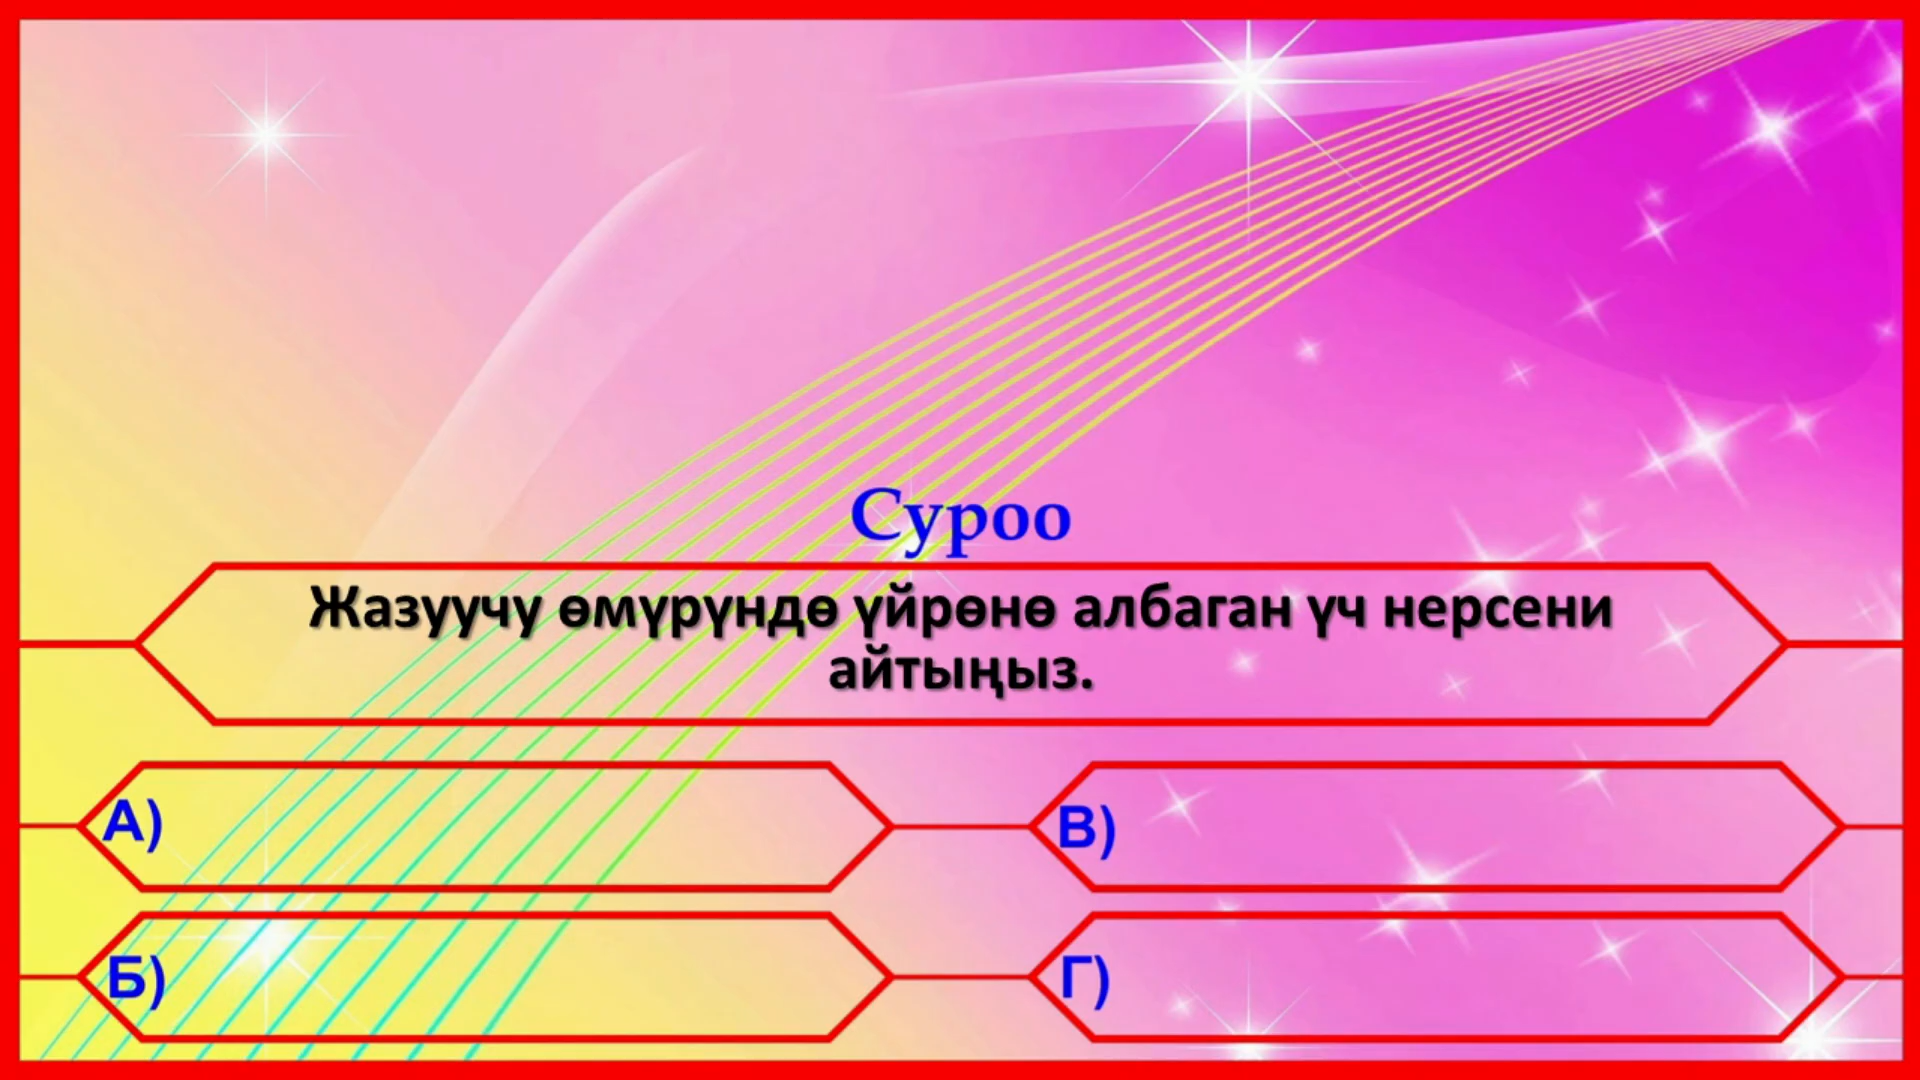 Суроо
Жазуучу өмүрүндө үйрөнө албаган үч нерсени
айтыңыз.
А)
В)
Б)
Г)